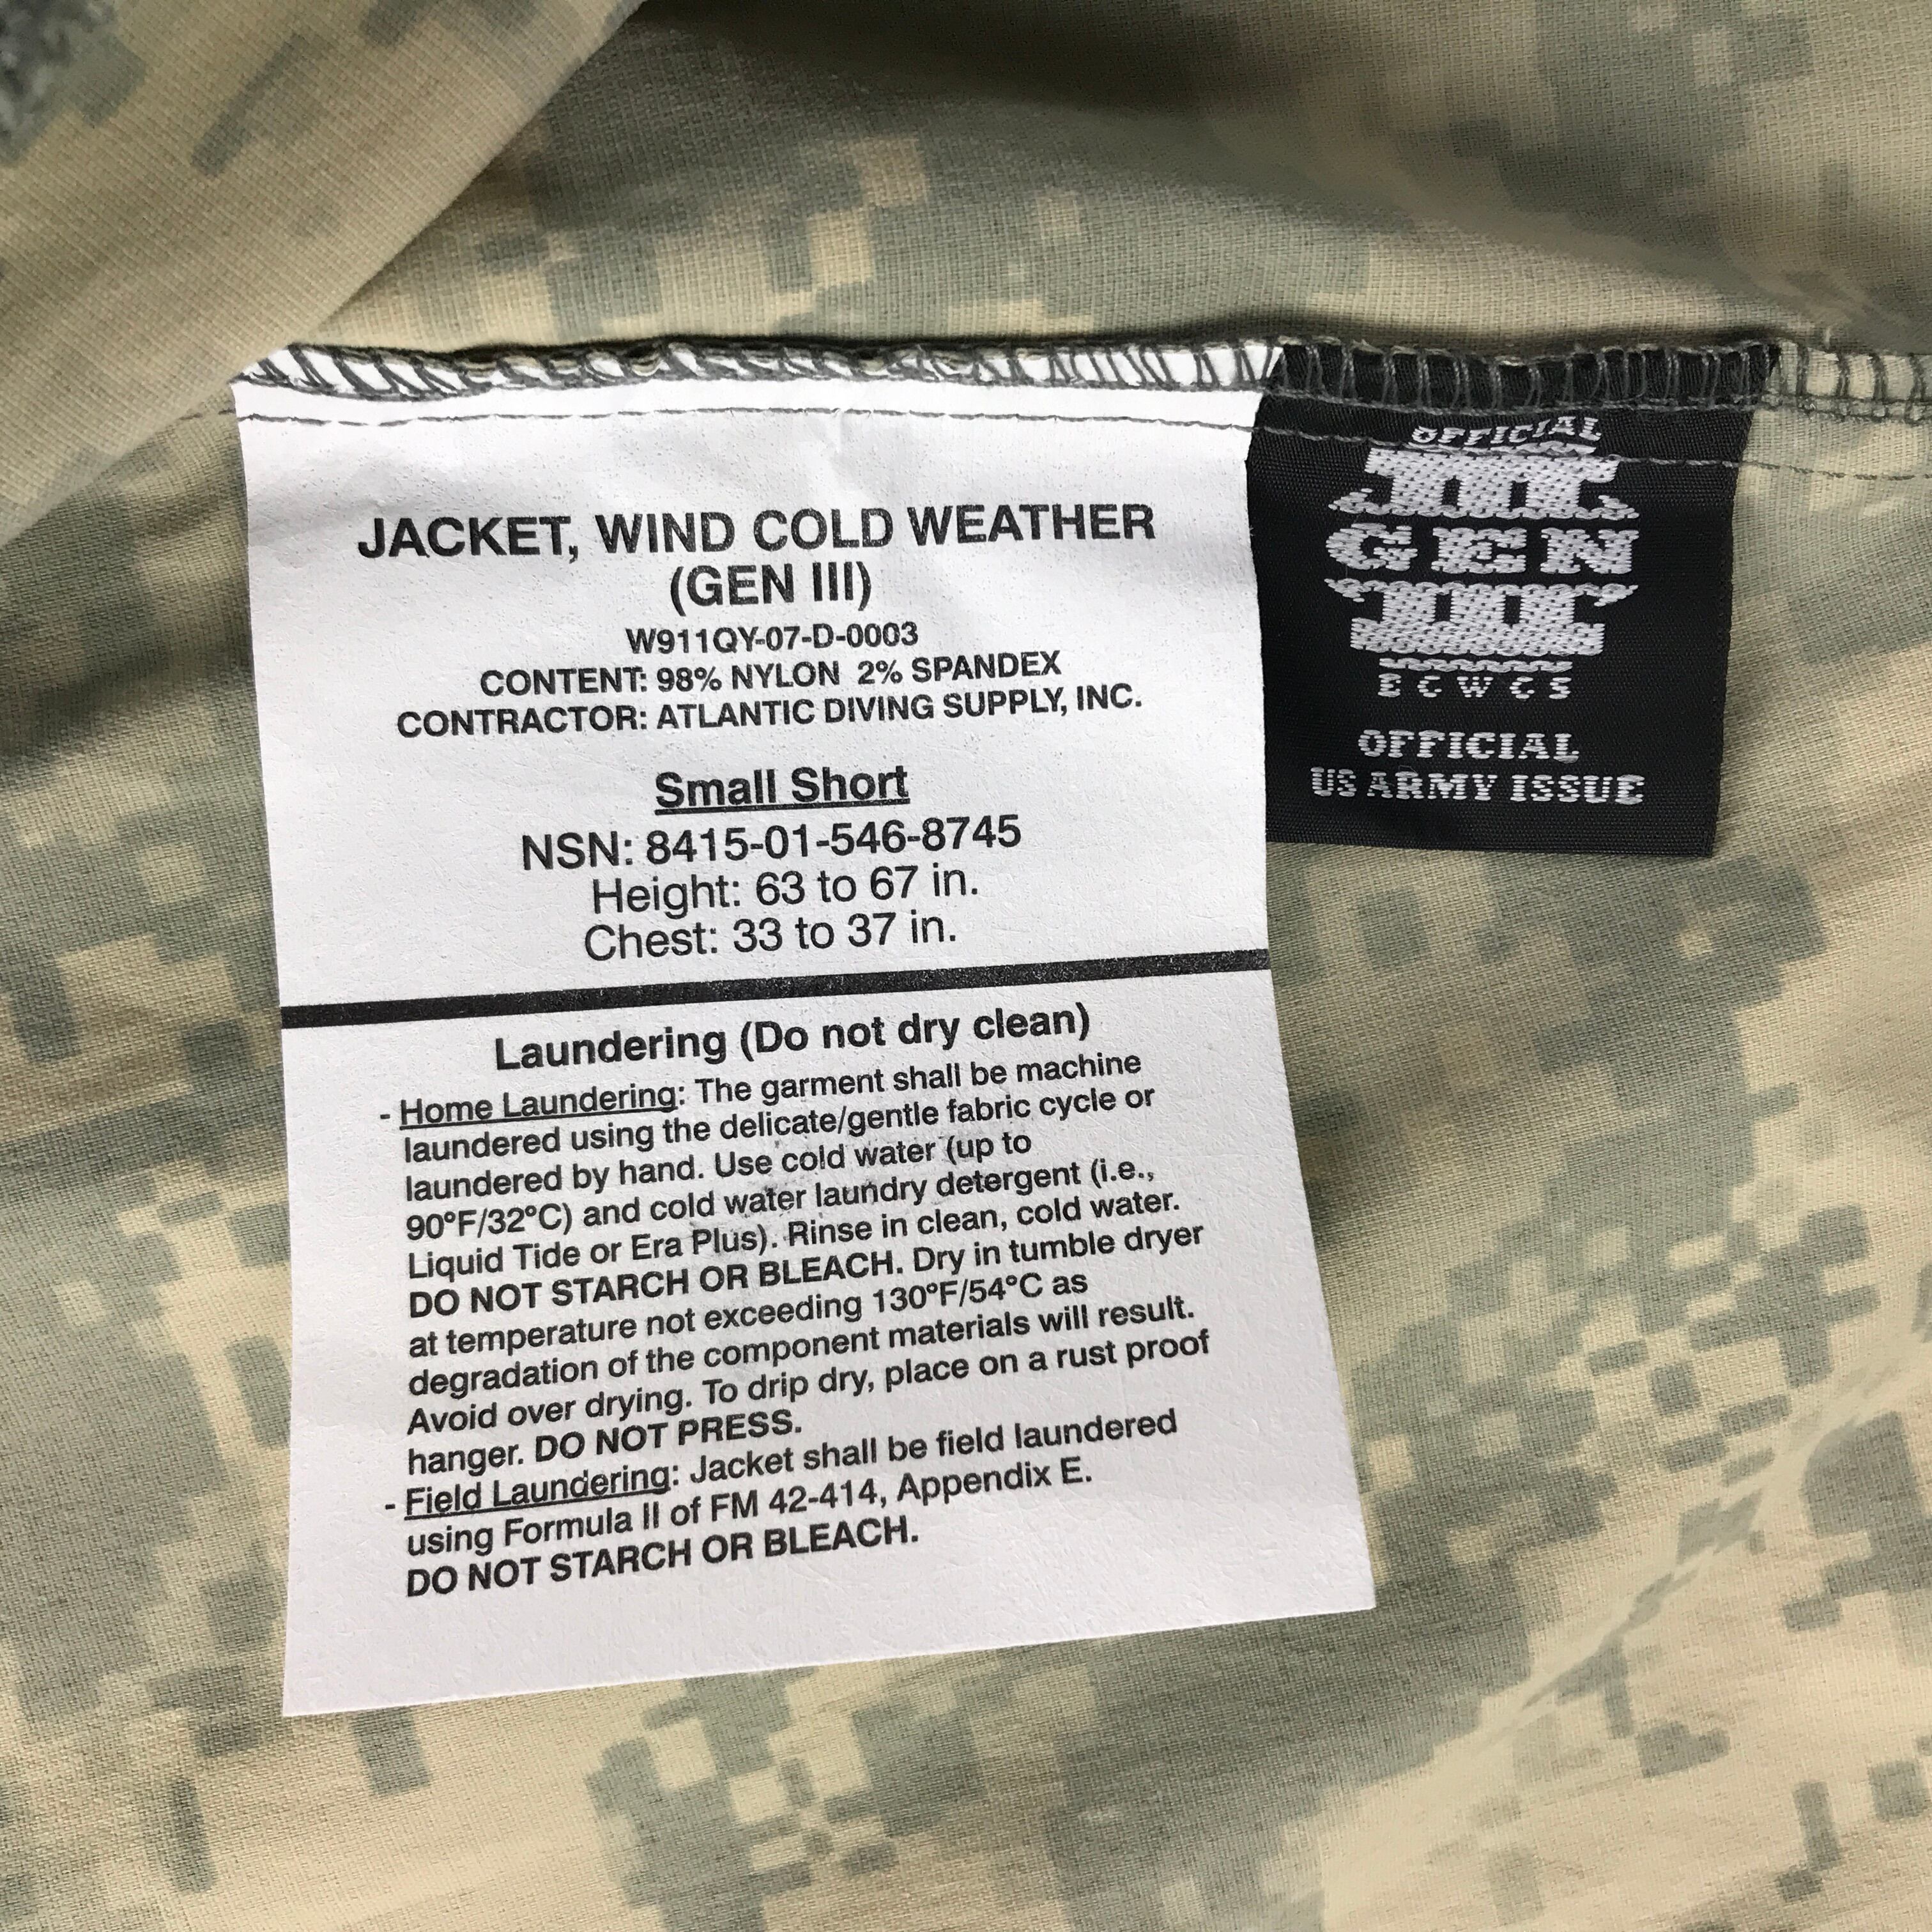 JACKET, WIND COLD WEATHER
(GEN III)
W911QY-07-D-0003
CONTENT: 98% NYLON 2% SPANDEX
CONTRACTOR: ATLANTIC DIVING SUPPLY, INC.
Small Short
NSN: 8415-01-546-8745
Height: 63 to 67 in.
Chest: 33 to 37 in.
Laundering (Do not dry clean)
- Home Laundering: The garment shall be machine
laundered using the delicate/gentle fabric cycle or
laundered by hand. Use cold water (up to
90°F/32°C) and cold water laundry detergent (i.e.,
Liquid Tide or Era Plus). Rinse in clean, cold water.
DO NOT STARCH OR BLEACH. Dry in tumble dryer
at temperature not exceeding 130°F/54°C as
degradation of the component materials will result.
Avoid over drying. To drip dry, place on a rust proof
hanger. DO NOT PRESS.
- Field Laundering: Jacket shall be field laundered
using Formula II of FM 42-414, Appendix E.
DO NOT STARCH OR BLEACH.
OFFICIAL
III
GEN
III
ECWCS
OFFICIAL
US ARMY ISSUE